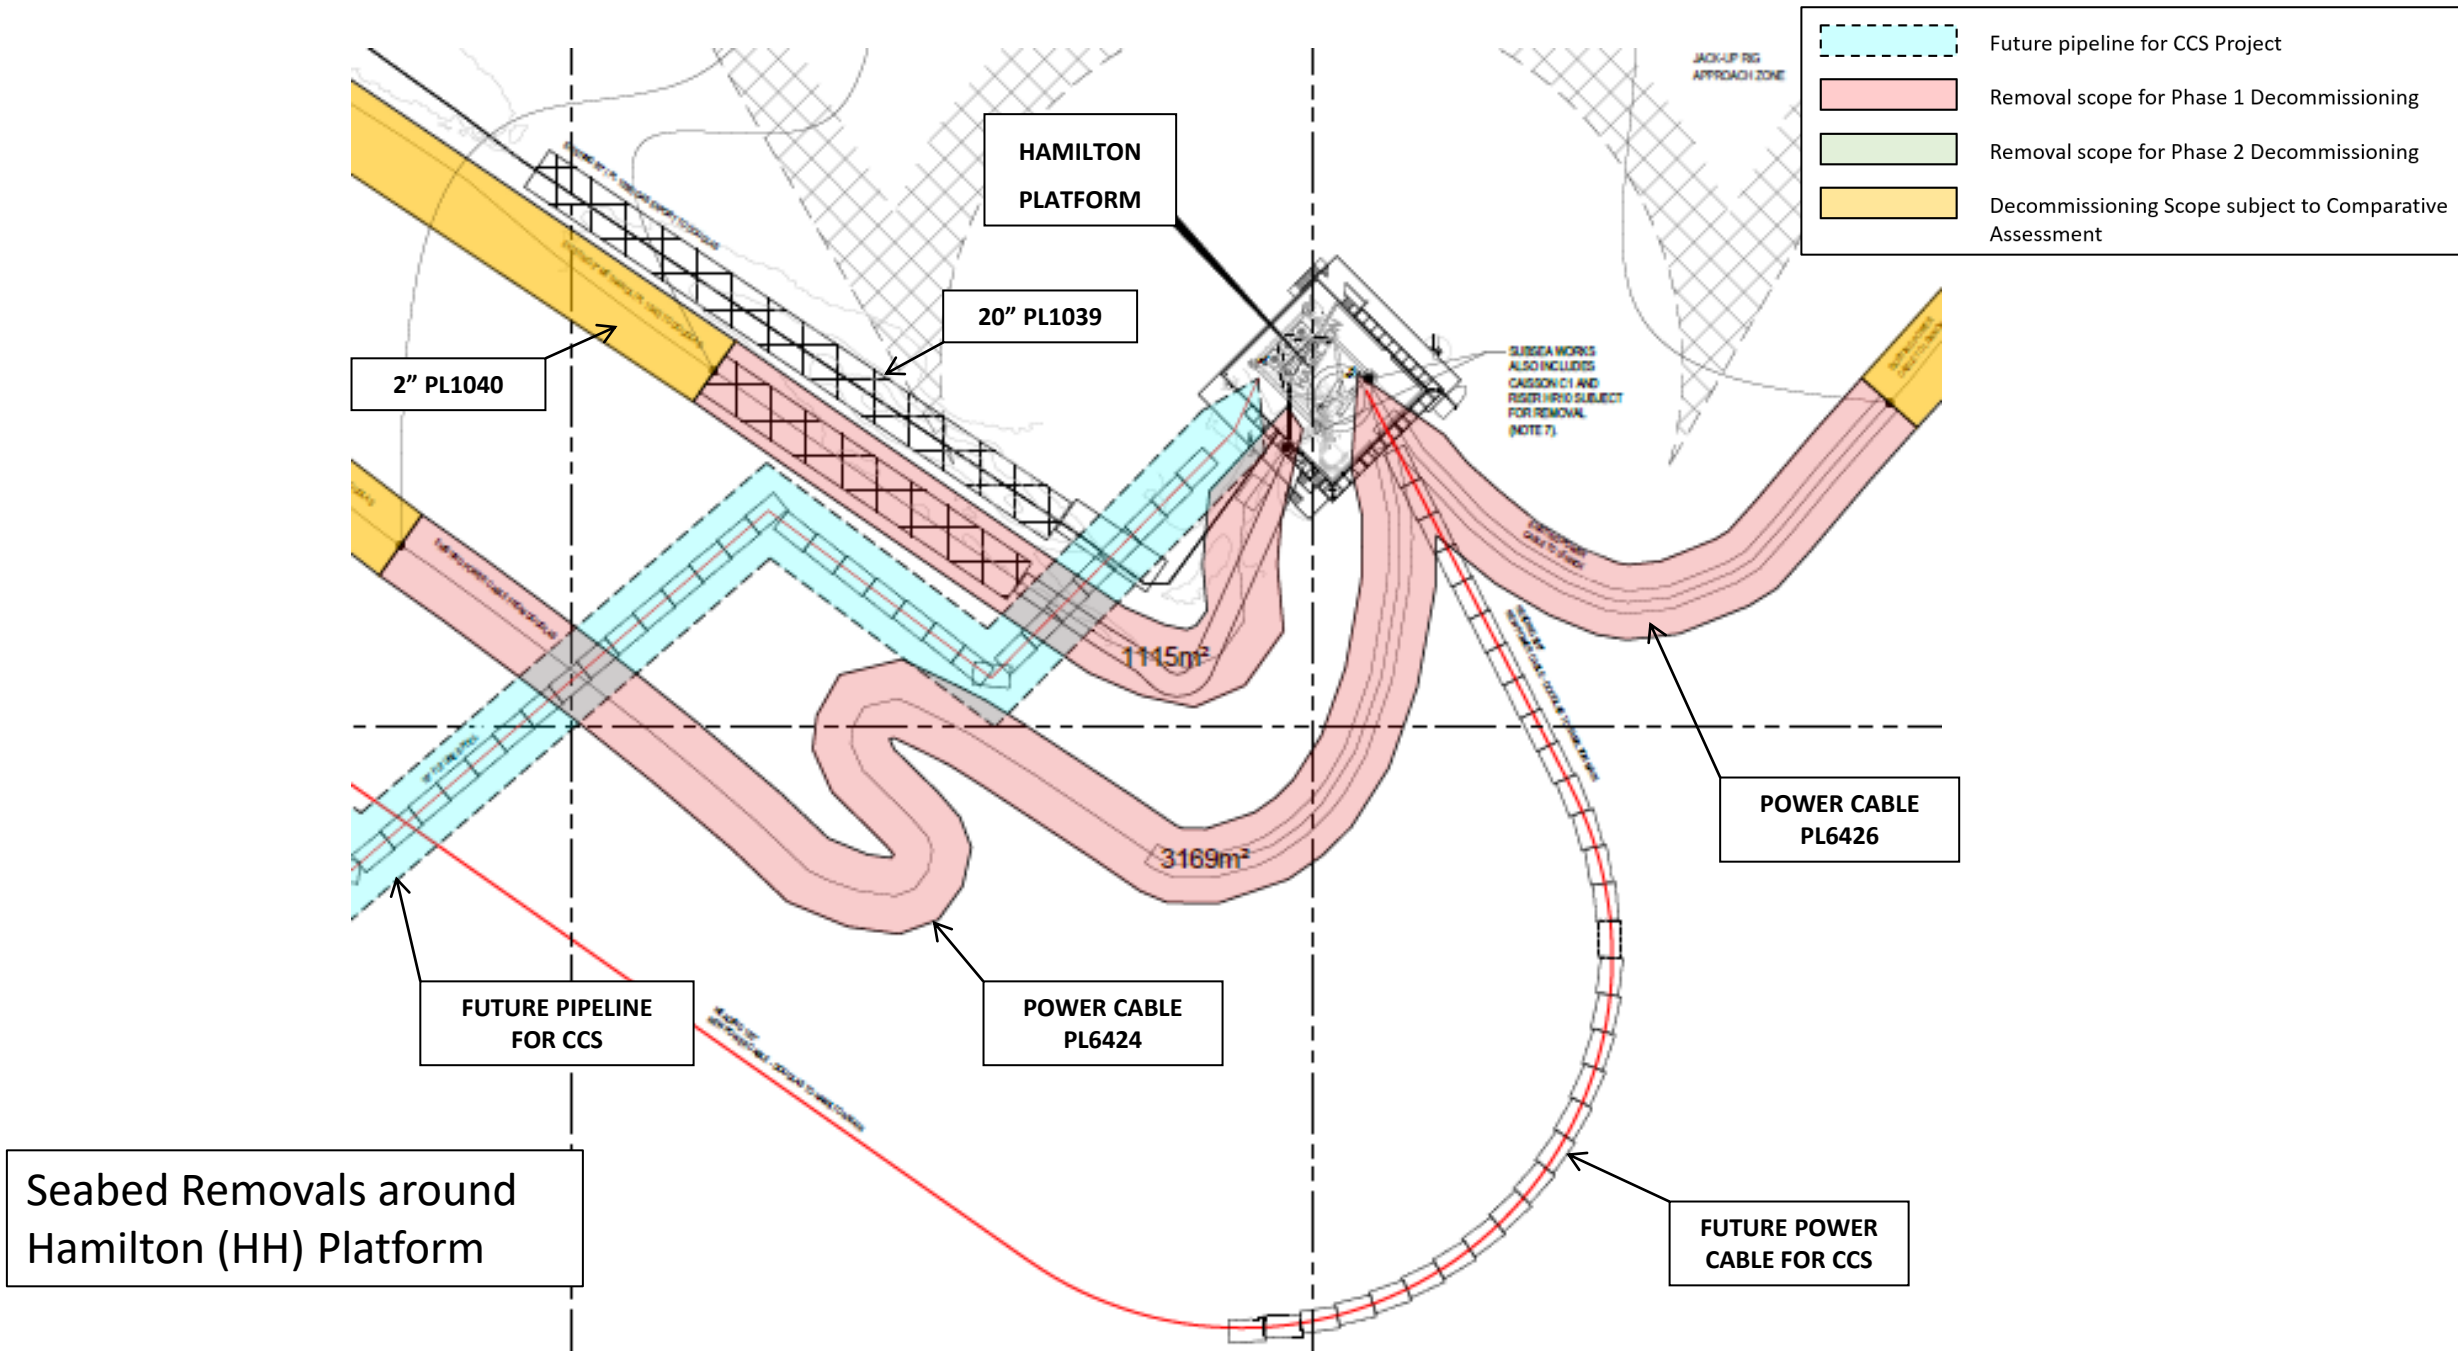 Future pipeline for CCS Project
Removal scope for Phase 1 Decommissioning
Removal scope for Phase 2 Decommissioning
Decommissioning Scope subject to Comparative
Assessment
JACK-UP RIG
APPROACH ZONE
HAMILTON
PLATFORM
20” PL1039
2” PL1040
SUBSEA WORKS
ALSO INCLUDES
CAISSON C1 AND
RISER HR10 SUBJECT
FOR REMOVAL
(NOTE 7).
1115m²
3169m²
POWER CABLE
PL6426
FUTURE PIPELINE
FOR CCS
POWER CABLE
PL6424
FUTURE POWER
CABLE FOR CCS
Seabed Removals around
Hamilton (HH) Platform